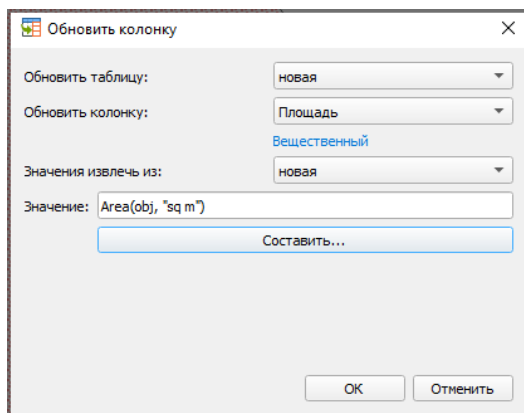 Обновить колонку
Обновить таблицу: новая
Обновить колонку: Площадь
Вещественный
Значения извлечь из: новая
Значение: Area(obj, "sq m")
Составить...
ОК Отменить